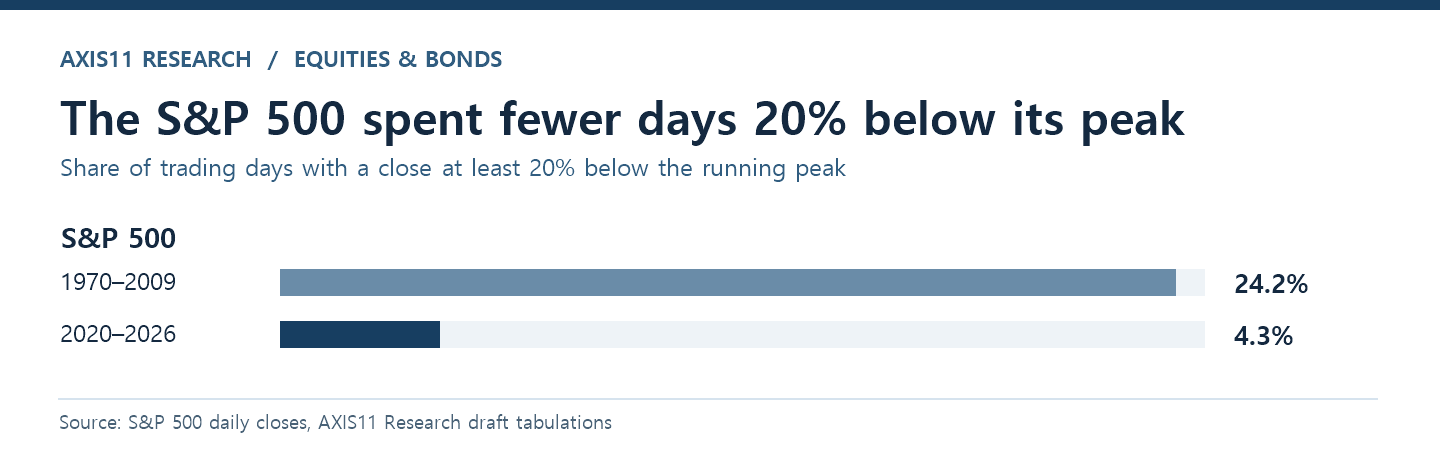 AXIS11 RESEARCH / EQUITIES & BONDS
The S&P 500 spent fewer days 20% below its peak
Share of trading days with a close at least 20% below the running peak
S&P 500
1970–2009 24.2%
2020–2026 4.3%
Source: S&P 500 daily closes, AXIS11 Research draft tabulations